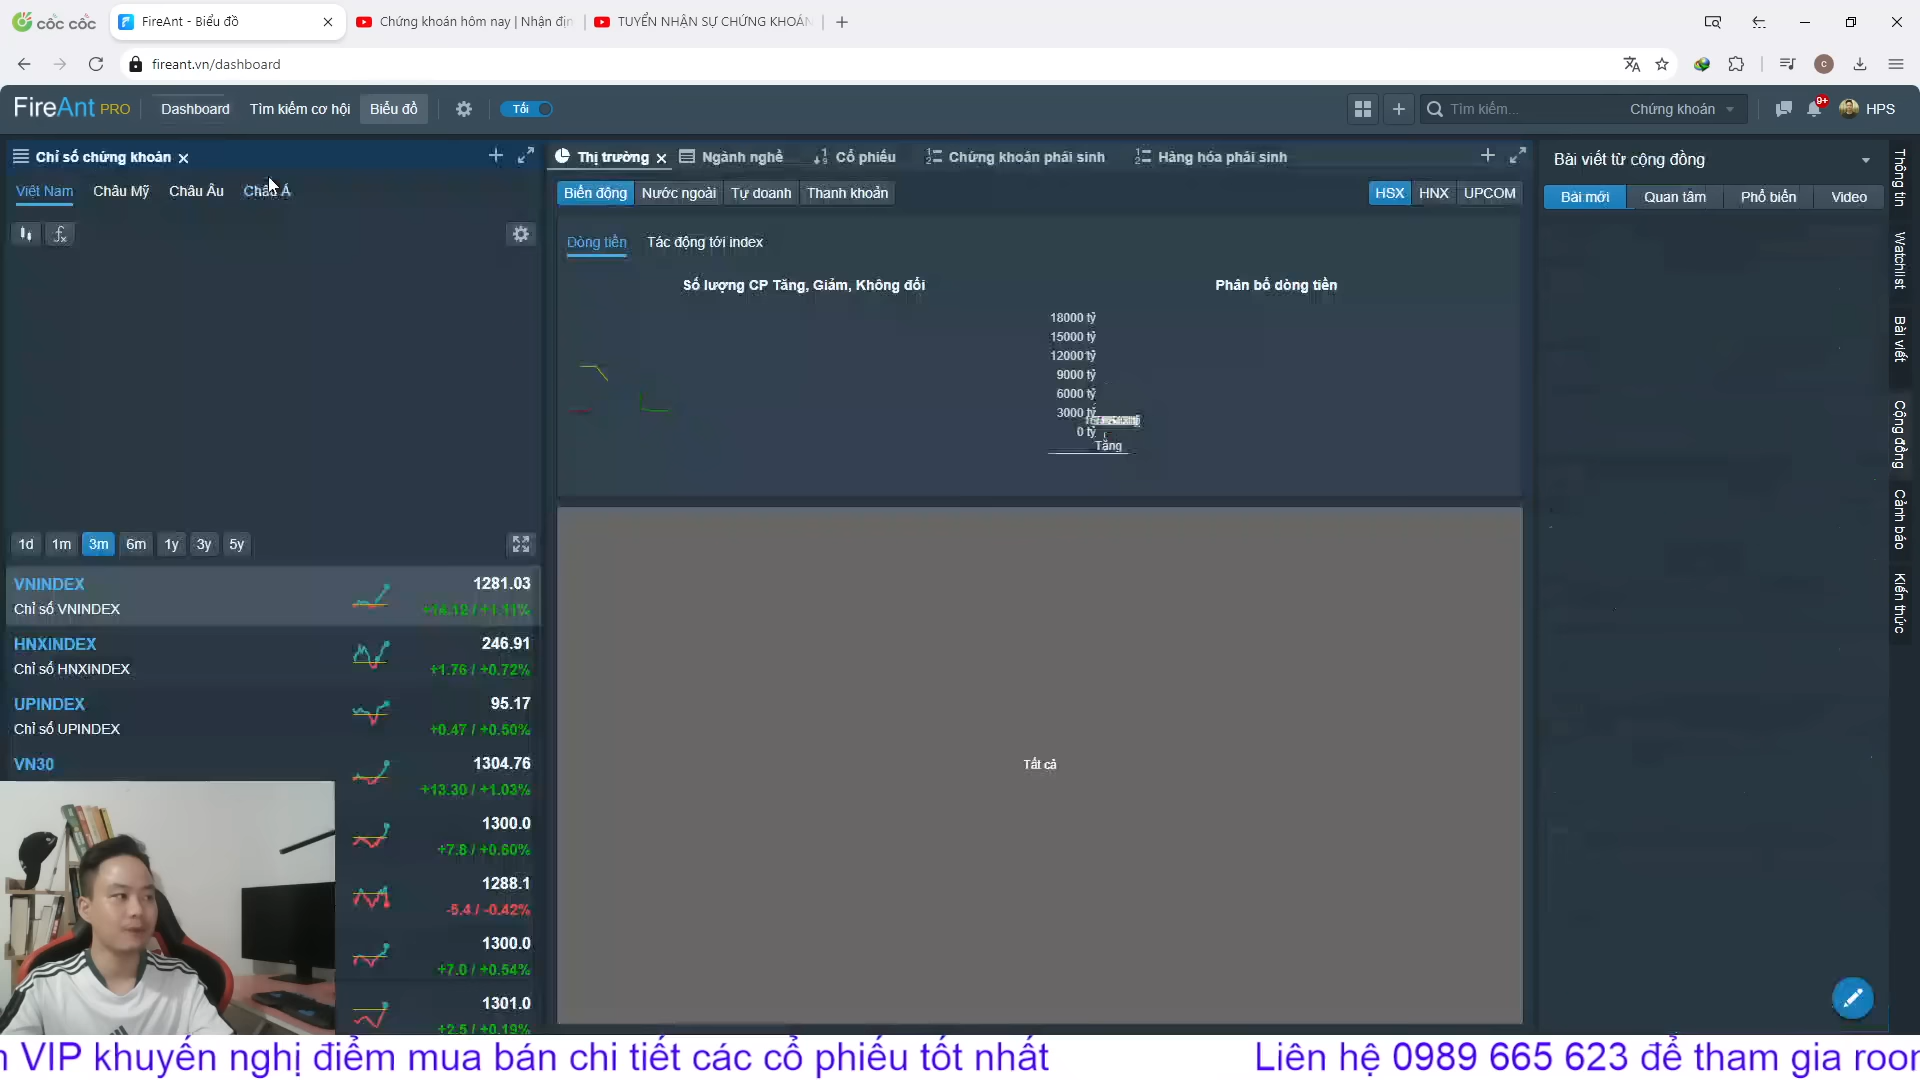 cốc cốc
FireAnt - Biểu đồ
Chứng khoán hôm nay | Nhận địn
TUYỂN NHÂN SỰ CHỨNG KHOÁN
fireant.vn/dashboard
C
FireAnt PRO
Dashboard
Tìm kiếm cơ hội
Biểu đồ
Tối
Tìm kiếm...
Chứng khoán
9+
HPS
Chỉ số chứng khoán
Việt Nam
Châu Mỹ
Châu Âu
Châu Á
1d
1m
3m
6m
1y
3y
5y
VNINDEX
1281.03
Chỉ số VNINDEX
+14.12 / +1.11%
HNXINDEX
246.91
Chỉ số HNXINDEX
+1.76 / +0.72%
UPINDEX
95.17
Chỉ số UPINDEX
+0.47 / +0.50%
VN30
1304.76
+13.30 / +1.03%
1300.0
+7.8 / +0.60%
1288.1
-5.4 / -0.42%
1300.0
+7.0 / +0.54%
1301.0
+2.5 / +0.19%
Thị trường
Ngành nghề
Cổ phiếu
Chứng khoán phái sinh
Hàng hóa phái sinh
Biến động
Nước ngoài
Tự doanh
Thanh khoản
HSX
HNX
UPCOM
Dòng tiền
Tác động tới index
Số lượng CP Tăng, Giảm, Không đổi
Phân bổ dòng tiền
18000 tỷ
15000 tỷ
12000 tỷ
9000 tỷ
6000 tỷ
3000 tỷ
0 tỷ
Tăng
Tất cả
Bài viết từ cộng đồng
Bài mới
Quan tâm
Phổ biến
Video
Thông tin
Watchlist
Bài viết
Cộng đồng
Cảnh báo
Kiến thức
VIP khuyến nghị điểm mua bán chi tiết các cổ phiếu tốt nhất
Liên hệ 0989 665 623 để tham gia room